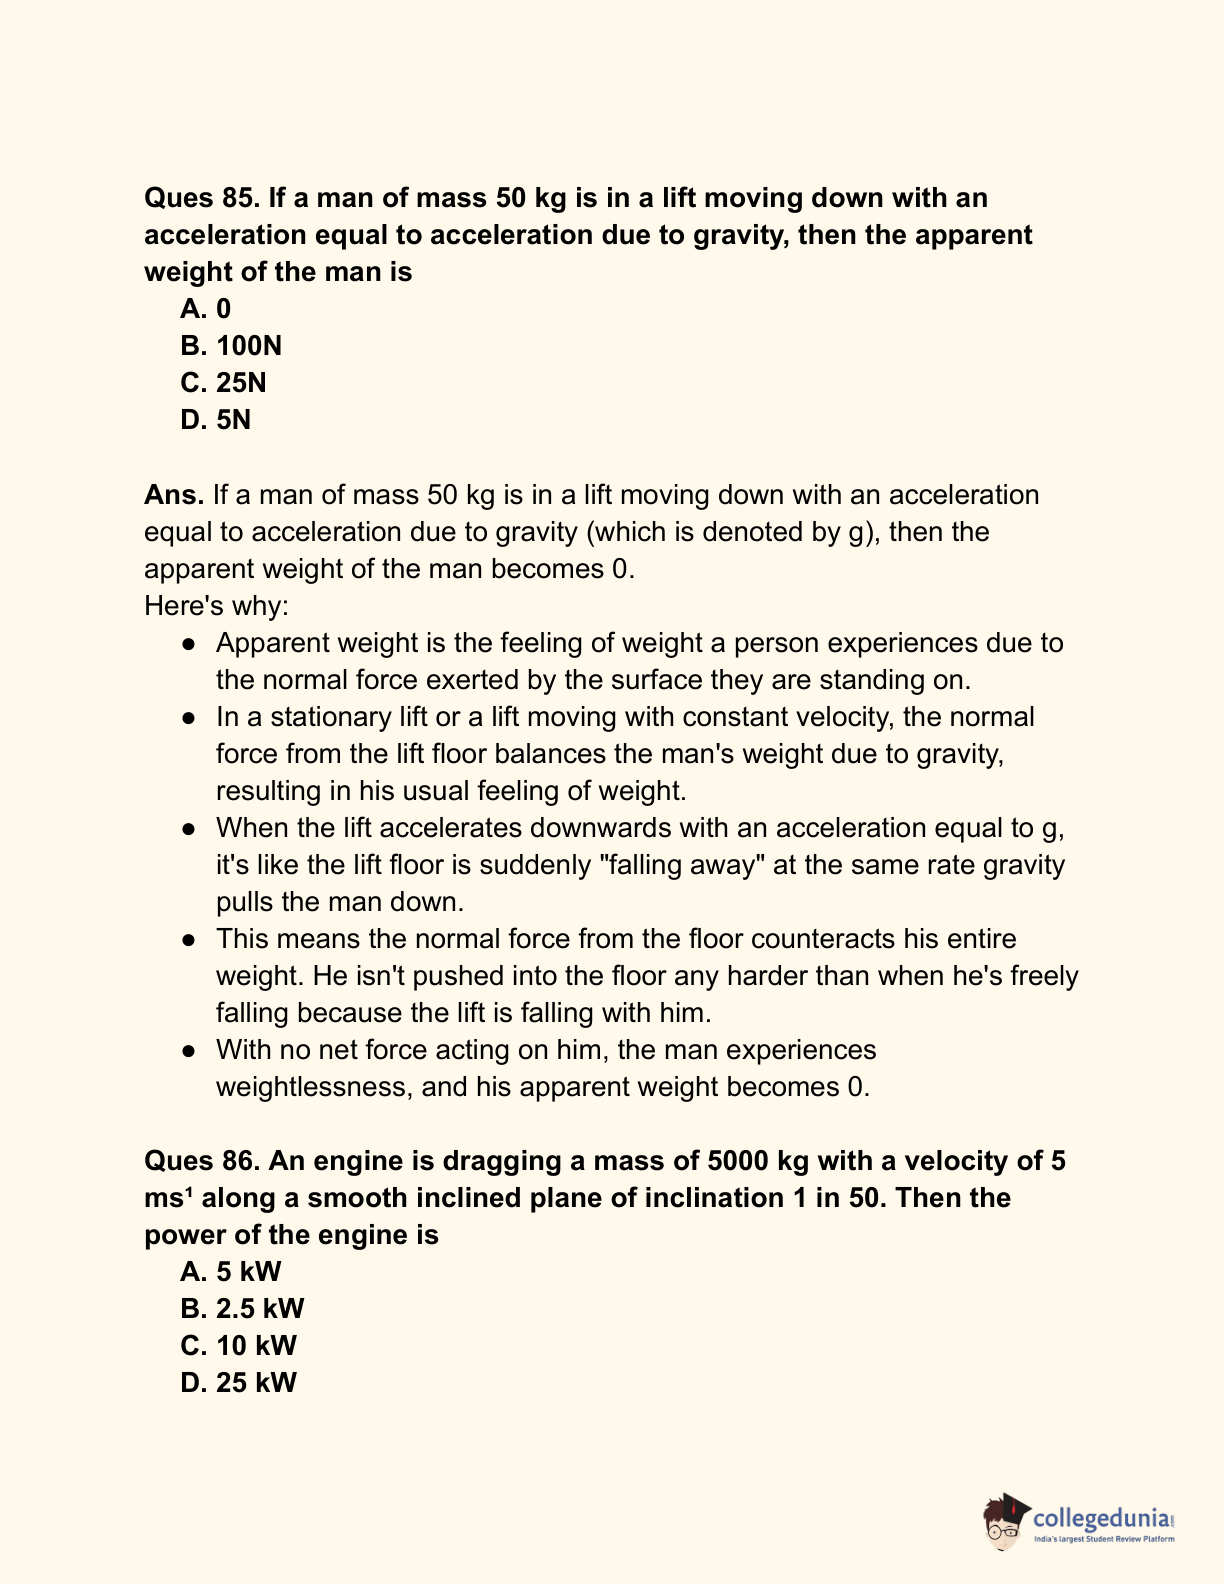 Ques 85. If a man of mass 50 kg is in a lift moving down with an
acceleration equal to acceleration due to gravity, then the apparent
weight of the man is
A. 0
B. 100N
C. 25N
D. 5N
Ans. If a man of mass 50 kg is in a lift moving down with an acceleration
equal to acceleration due to gravity (which is denoted by g), then the
apparent weight of the man becomes 0.
Here's why:
● Apparent weight is the feeling of weight a person experiences due to
the normal force exerted by the surface they are standing on.
● In a stationary lift or a lift moving with constant velocity, the normal
force from the lift floor balances the man's weight due to gravity,
resulting in his usual feeling of weight.
● When the lift accelerates downwards with an acceleration equal to g,
it's like the lift floor is suddenly "falling away" at the same rate gravity
pulls the man down.
● This means the normal force from the floor counteracts his entire
weight. He isn't pushed into the floor any harder than when he's freely
falling because the lift is falling with him.
● With no net force acting on him, the man experiences
weightlessness, and his apparent weight becomes 0.
Ques 86. An engine is dragging a mass of 5000 kg with a velocity of 5
ms¹ along a smooth inclined plane of inclination 1 in 50. Then the
power of the engine is
A. 5 kW
B. 2.5 kW
C. 10 kW
D. 25 kW
collegedunia.com
India's largest Student Review Platform